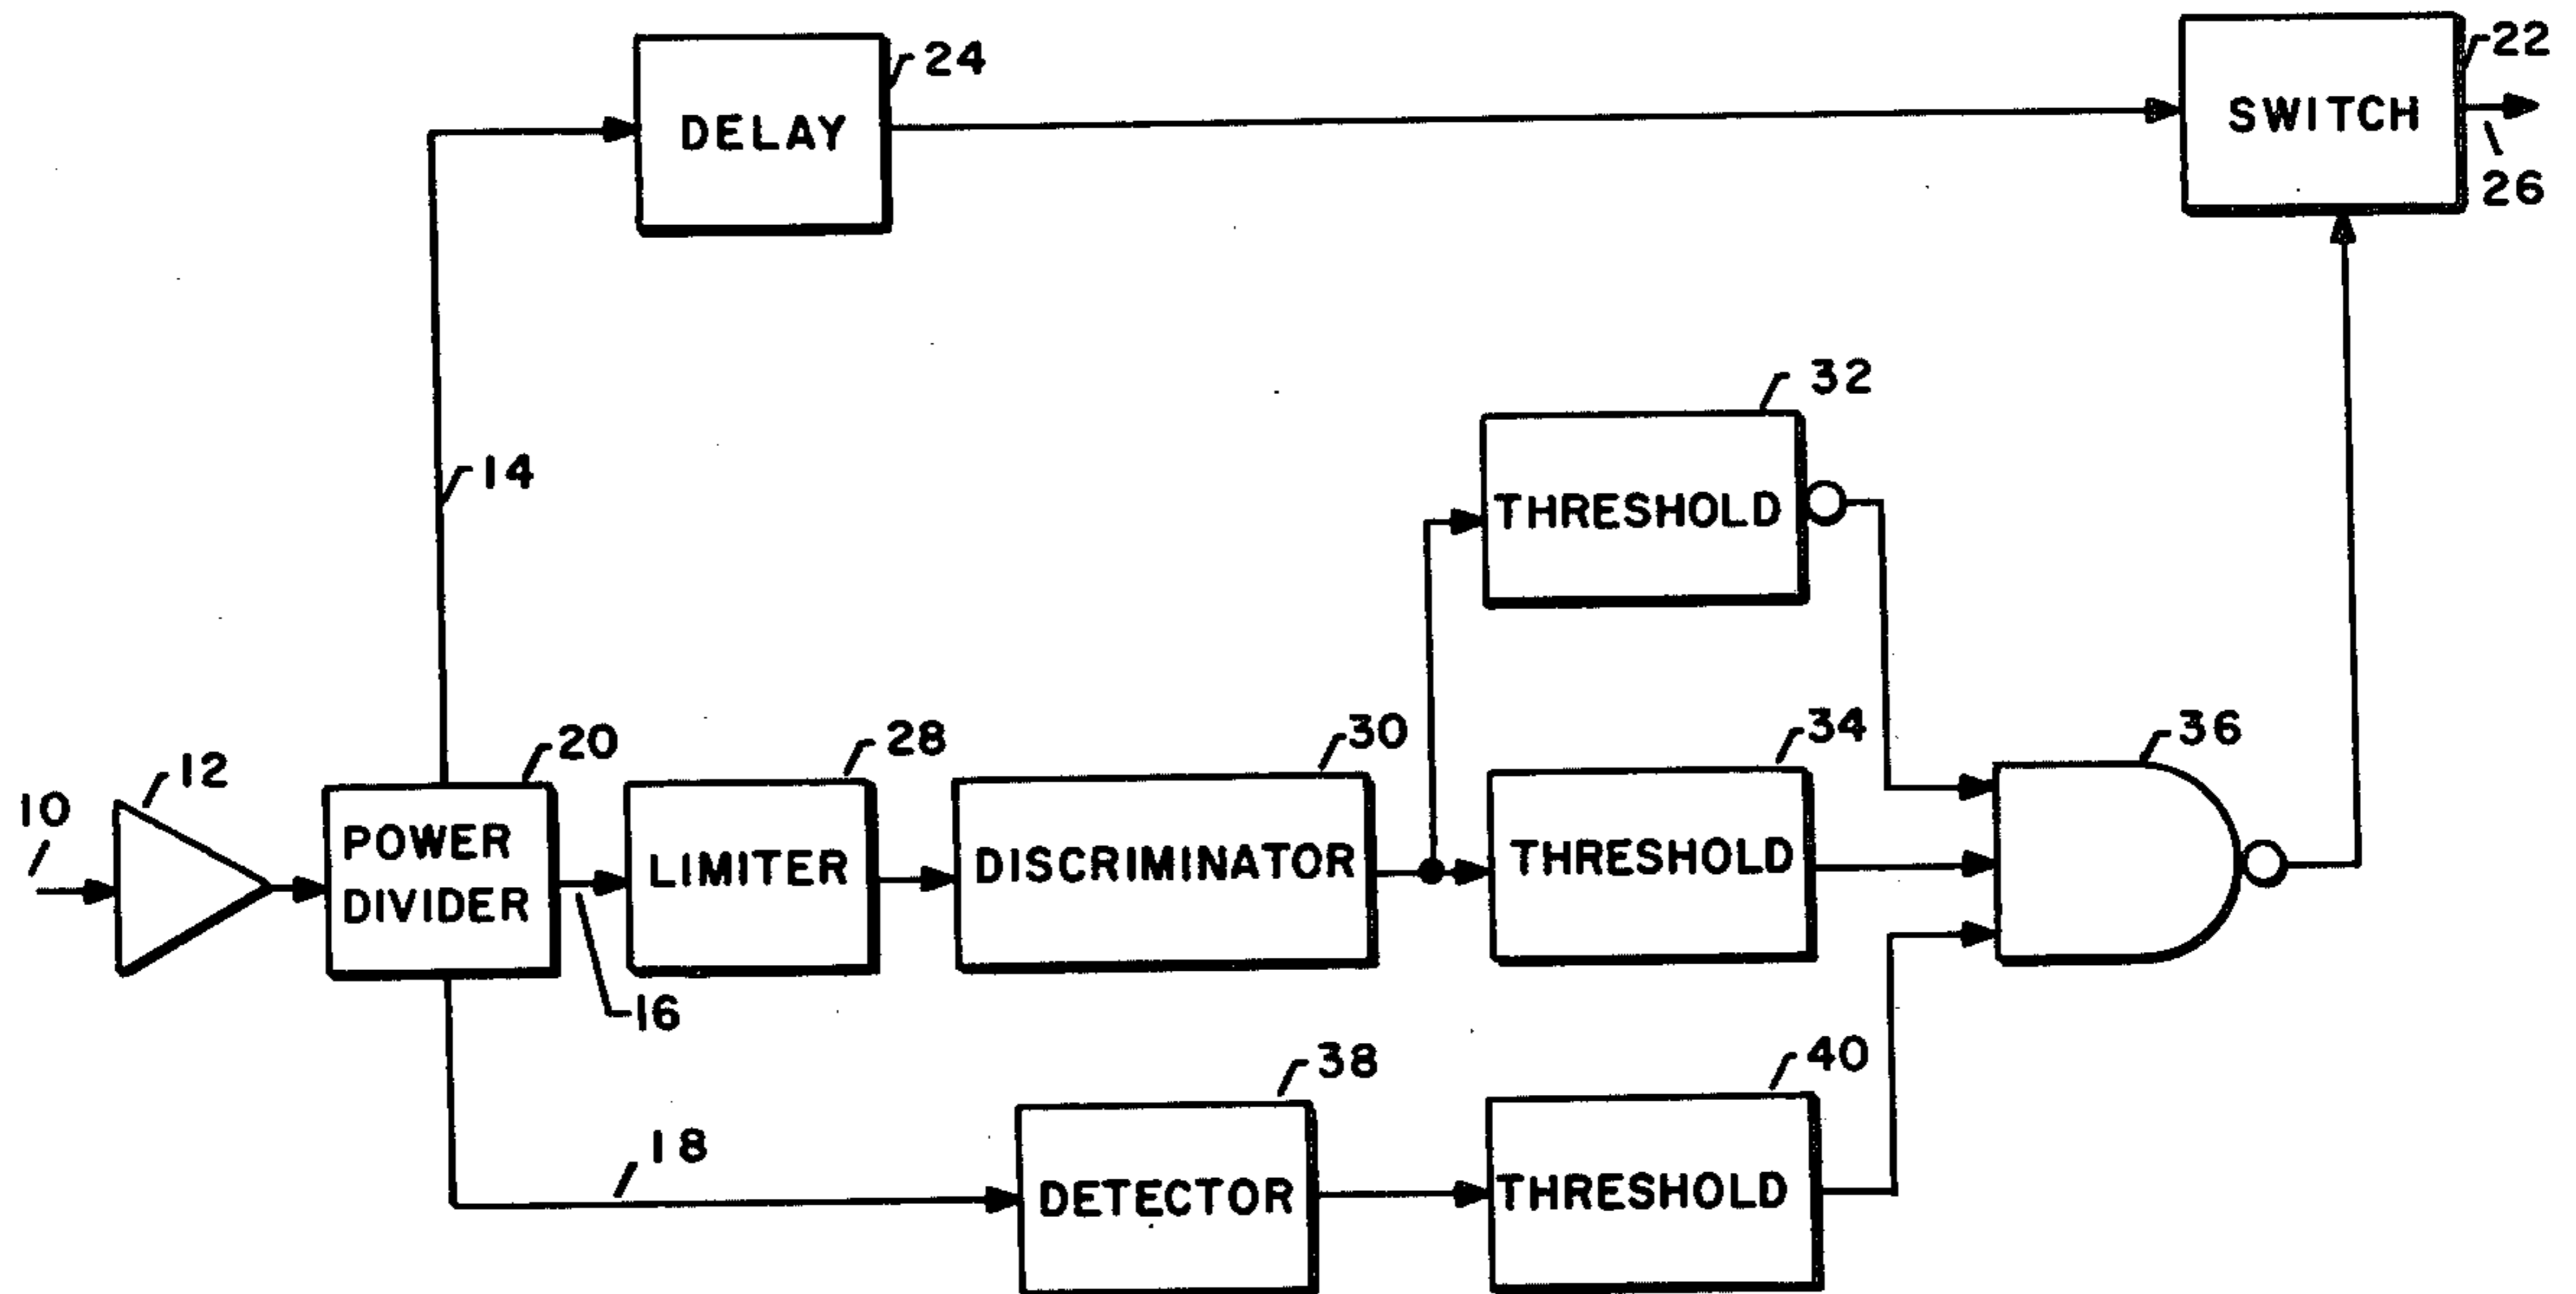 24
DELAY
22
SWITCH
26
14
32
THRESHOLD
10
12
20
POWER
DIVIDER
16
28
LIMITER
30
DISCRIMINATOR
34
THRESHOLD
36
18
38
DETECTOR
40
THRESHOLD